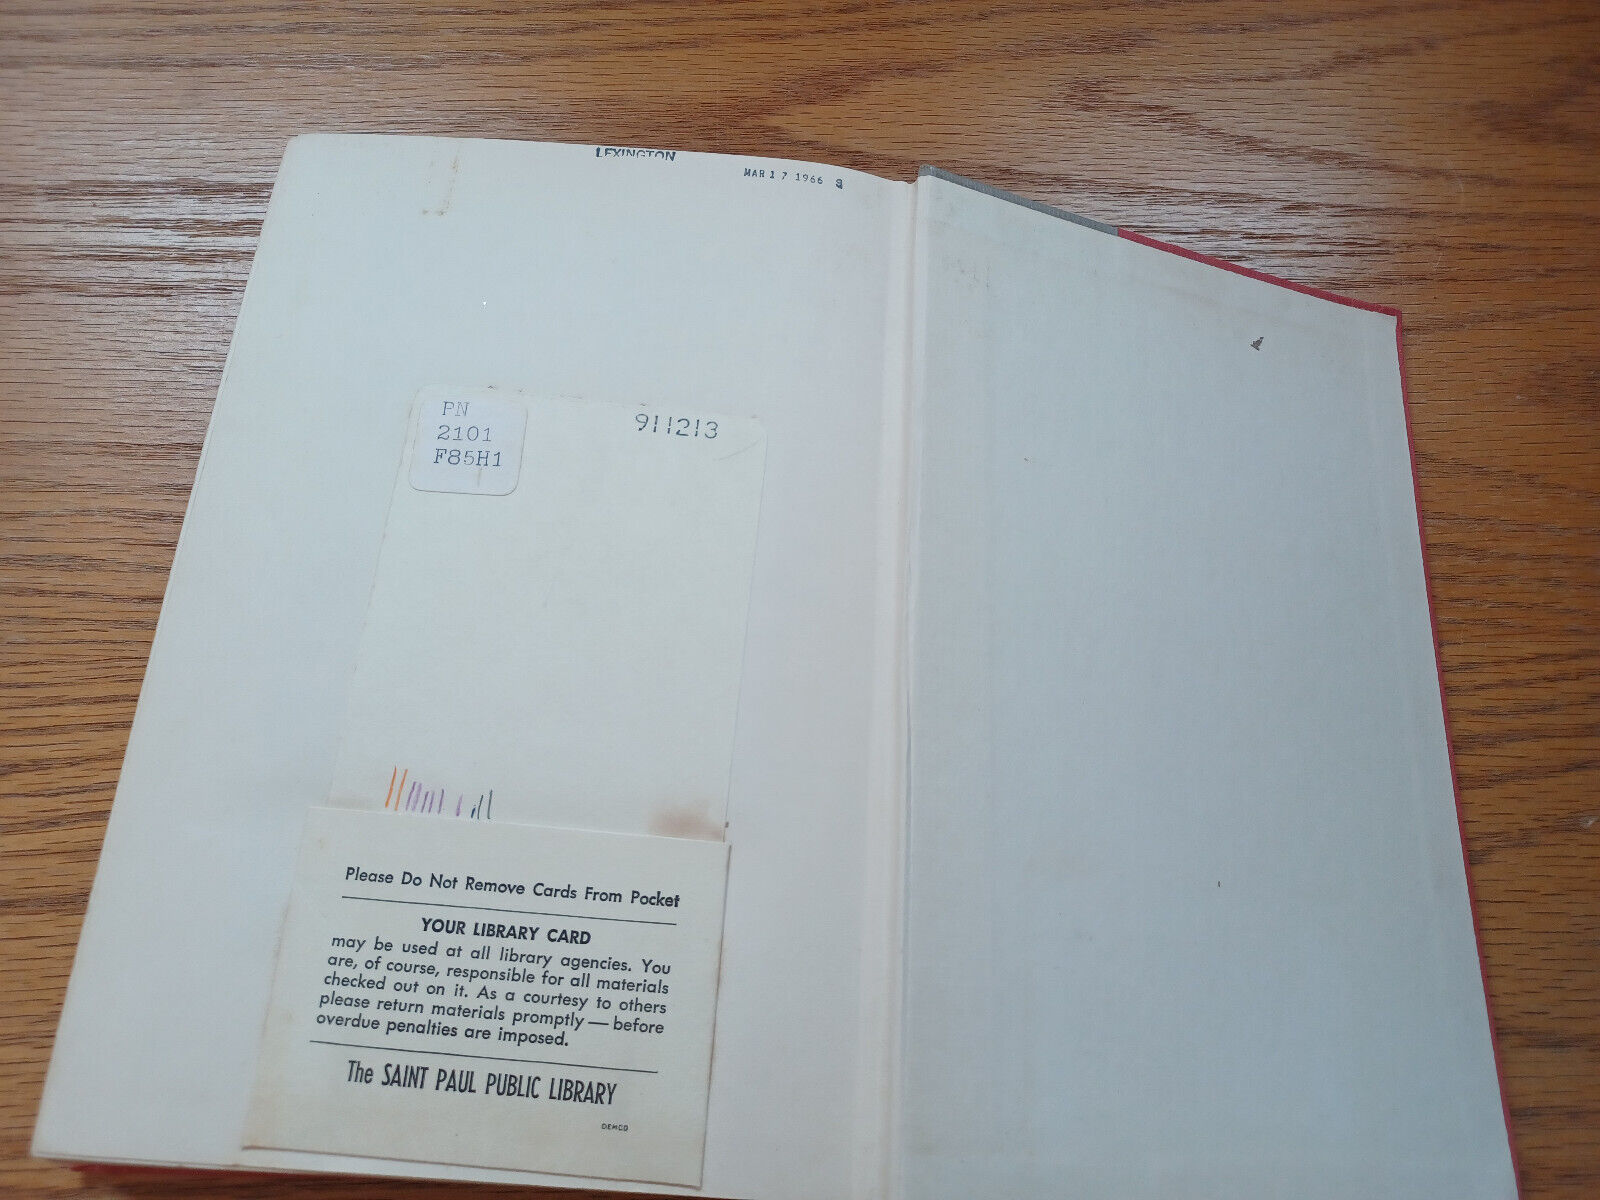 LEXINGTON
MAR 17 1966
PN
2101
F85H1
911213
Please Do Not Remove Cards From Pocket
YOUR LIBRARY CARD
may be used at all library agencies. You
are, of course, responsible for all materials
checked out on it. As a courtesy to others
please return materials promptly — before
overdue penalties are imposed.
The SAINT PAUL PUBLIC LIBRARY
DEMCO